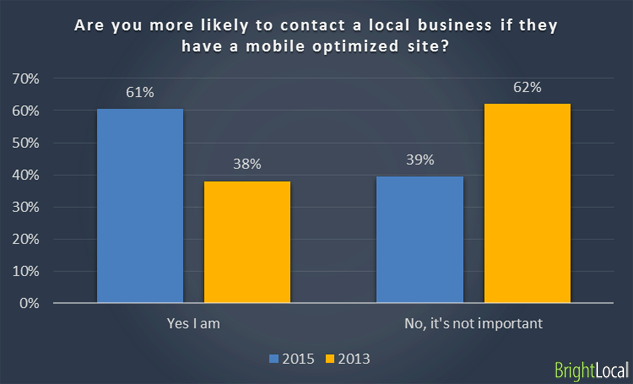 Are you more likely to contact a local business if they
have a mobile optimized site?
70%
60%
50%
40%
30%
20%
10%
0%
61%
38%
39%
62%
Yes I am
No, it's not important
2015
2013
BrightLocal